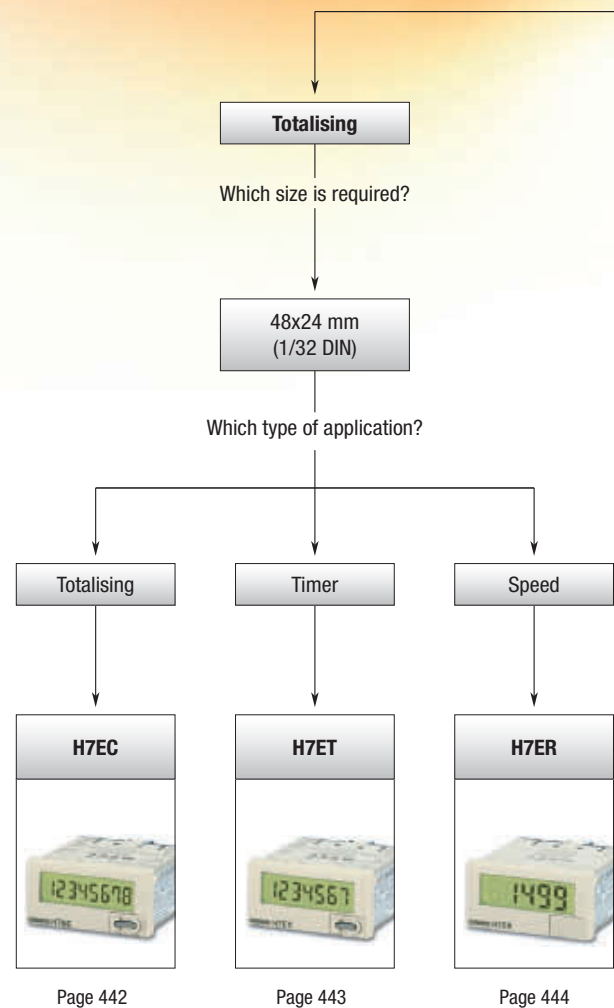 Totalising
Which size is required?
48x24 mm
(1/32 DIN)
Which type of application?
Totalising
Timer
Speed
H7EC
H7ET
H7ER
12345678
1234567
1499
Page 442
Page 443
Page 444